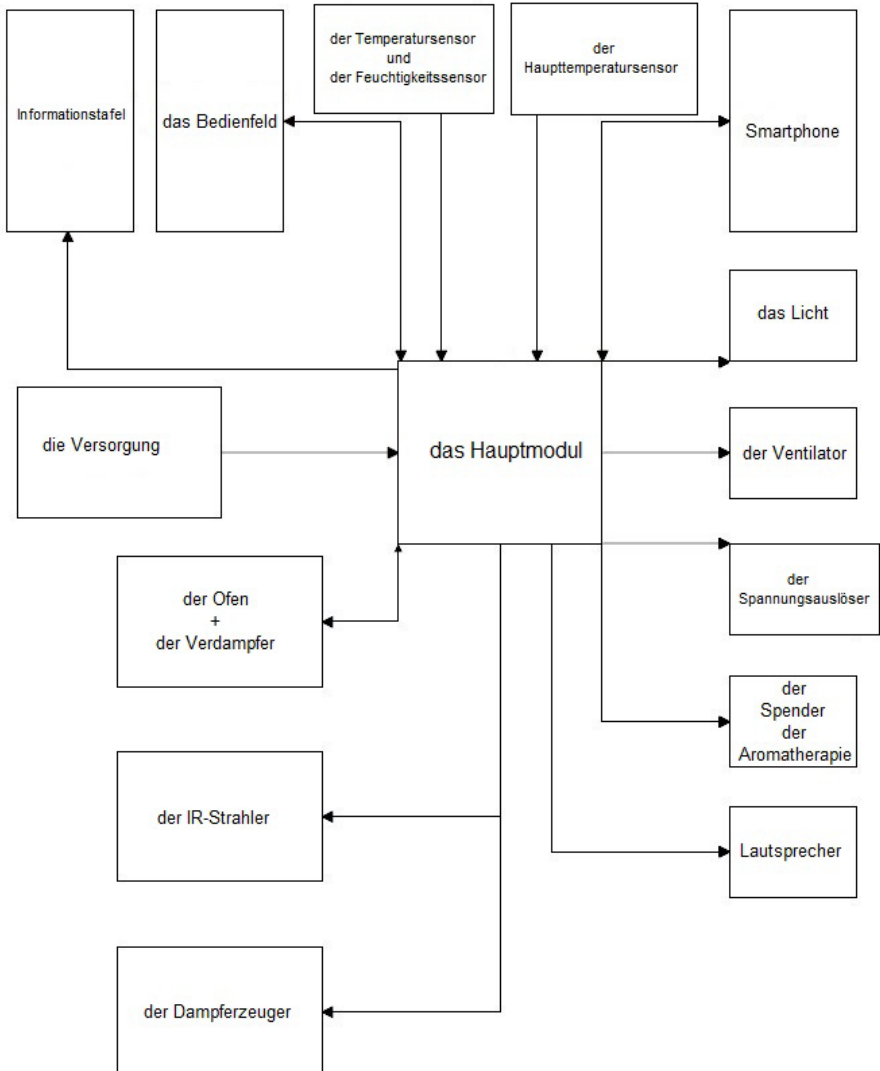 Informationstafel
das Bedienfeld
der Temperatursensor
und
der Feuchtigkeitssensor
der
Haupttemperatursensor
Smartphone
das Licht
die Versorgung
das Hauptmodul
der Ventilator
der Ofen
+
der Verdampfer
der
Spannungsauslöser
der
Spender
der
Aromatherapie
der IR-Strahler
Lautsprecher
der Dampferzeuger